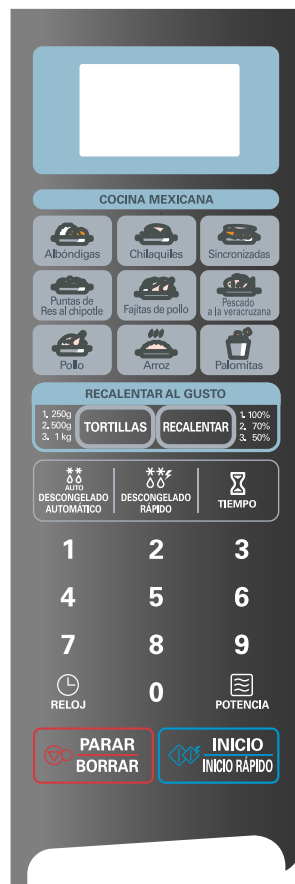 COCINA MEXICANA
Albóndigas
Chilaquiles
Sincronizadas
Puntas de
Res al chipotle
Fajitas de pollo
Pescado
a la veracruzana
Pollo
Arroz
Palomitas
RECALENTAR AL GUSTO
1. 250g
2. 500g
3. 1 kg
TORTILLAS
RECALENTAR
1. 100%
2. 70%
3. 50%
AUTO
DESCONGELADO
AUTOMÁTICO
DESCONGELADO
RÁPIDO
TIEMPO
1 2 3
4 5 6
7 8 9
RELOJ
0
POTENCIA
PARAR
BORRAR
INICIO
INICIO RÁPIDO